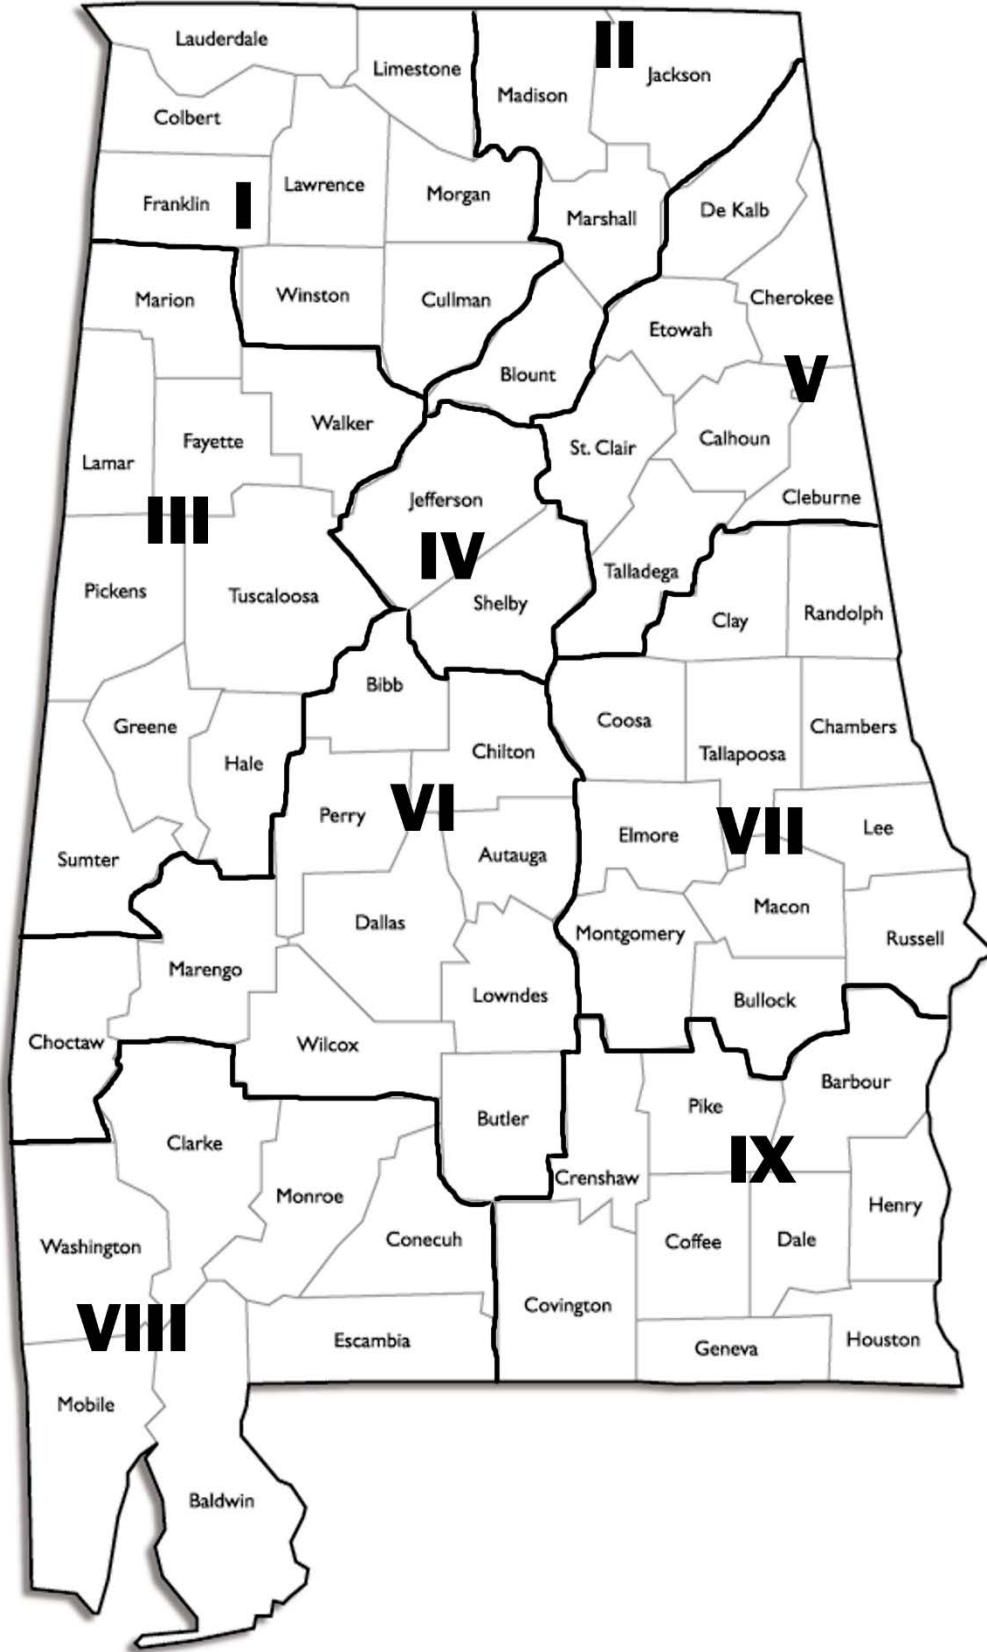 Lauderdale
Limestone
Madison
II
Jackson
Colbert
Franklin
I
Lawrence
Morgan
Marshall
De Kalb
Marion
Winston
Cullman
Blount
Etowah
Cherokee
V
Lamar
Fayette
Walker
Jefferson
St. Clair
Calhoun
Cleburne
III
IV
Pickens
Tuscaloosa
Shelby
Talladega
Clay
Randolph
Greene
Hale
Bibb
Chilton
Coosa
Tallapoosa
Chambers
Sumter
Perry
VI
Autauga
Elmore
VII
Lee
Dallas
Montgomery
Macon
Russell
Marengo
Lowndes
Bullock
Choctaw
Wilcox
Butler
Pike
Barbour
Clarke
Monroe
Crenshaw
IX
Henry
Washington
Conecuh
Coffee
Dale
VIII
Escambia
Covington
Geneva
Houston
Mobile
Baldwin